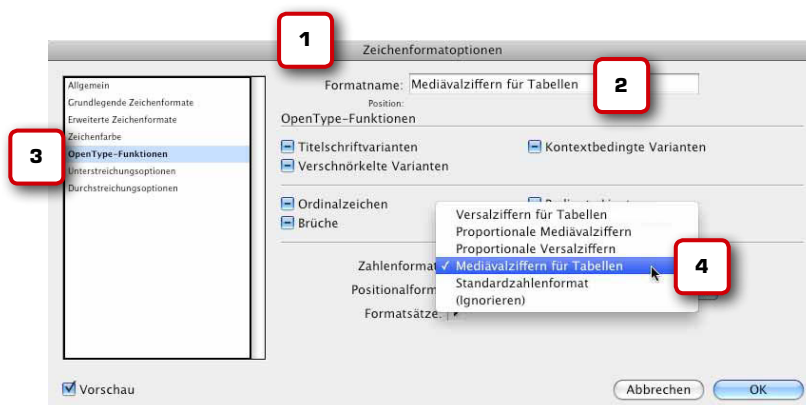 1
Zeichenformatoptionen
Allgemein
Grundlegende Zeichenformate
Erweiterte Zeichenformate
Zeichenfarbe
OpenType-Funktionen
Unterstreichungsoptionen
Durchstreichungsoptionen
3
Formatname: Mediävalziffern für Tabellen
2
Position:
OpenType-Funktionen
Titelschriftvarianten
Kontextbedingte Varianten
Verschnörkelte Varianten
Ordinalzeichen
Brüche
Zahlenformat
Versalziffern für Tabellen
Proportionale Mediävalziffern
Proportionale Versalziffern
✓ Mediävalziffern für Tabellen
Standardzahlenformat
(Ignorieren)
4
Positionalform
Formatsätze:
Vorschau
Abbrechen
OK